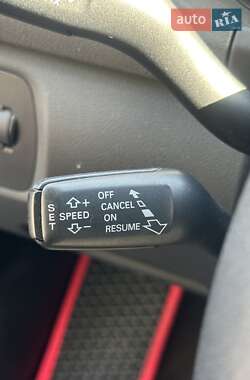 auto RIA
OFF
CANCEL
SET SPEED + −
ON
RESUME